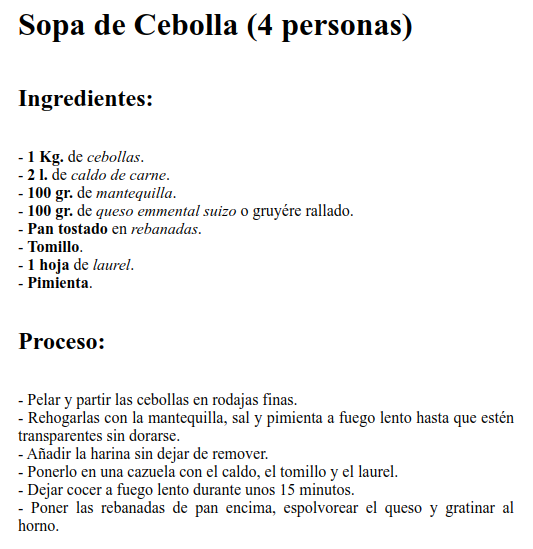 Sopa de Cebolla (4 personas)
Ingredientes:
- 1 Kg. de cebollas.
- 2 l. de caldo de carne.
- 100 gr. de mantequilla.
- 100 gr. de queso emmental suizo o gruyére rallado.
- Pan tostado en rebanadas.
- Tomillo.
- 1 hoja de laurel.
- Pimienta.
Proceso:
- Pelar y partir las cebollas en rodajas finas.
- Rehogarlas con la mantequilla, sal y pimienta a fuego lento hasta que estén
transparentes sin dorarse.
- Añadir la harina sin dejar de remover.
- Ponerlo en una cazuela con el caldo, el tomillo y el laurel.
- Dejar cocer a fuego lento durante unos 15 minutos.
- Poner las rebanadas de pan encima, espolvorear el queso y gratinar al
horno.